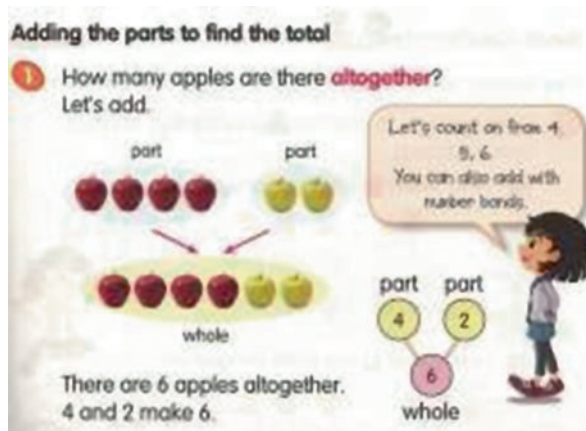 Adding the parts to find the total
1 How many apples are there altogether?
Let's add.
part part
Let's count on from 4.
5, 6.
You can also add with
number bonds.
whole
part part
4 2
6
whole
There are 6 apples altogether.
4 and 2 make 6.